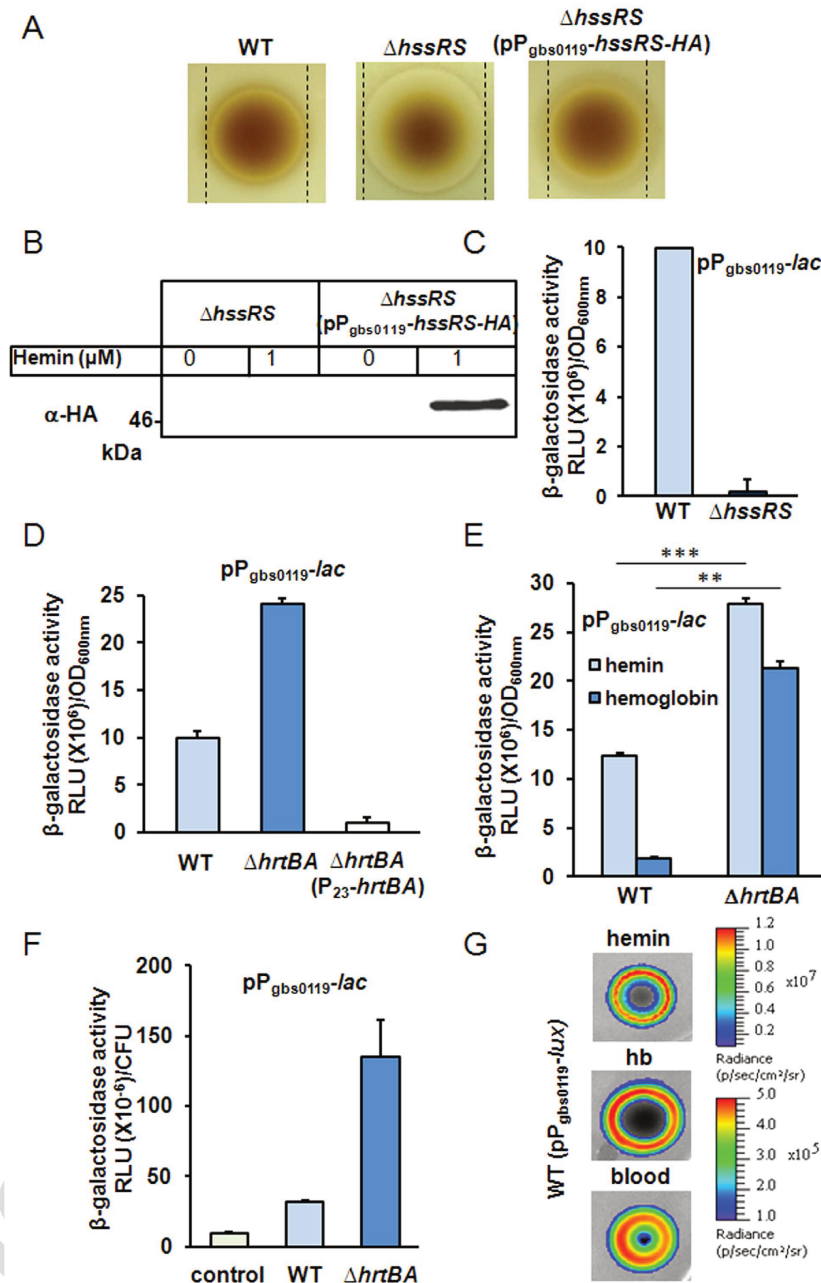 A
WT
ΔhssRS
ΔhssRS
(pPgbs0119-hssRS-HA)
B
ΔhssRS
ΔhssRS
(pPgbs0119-hssRS-HA)
Hemin (µM)
0
1
0
1
α-HA
46
kDa
C
β-galactosidase activity
RLU (X10⁶)/OD600nm
10
8
6
4
2
0
pPgbs0119-lac
WT
ΔhssRS
D
pPgbs0119-lac
β-galactosidase activity
RLU (X10⁶)/OD600nm
25
20
15
10
5
0
WT
ΔhrtBA
ΔhrtBA
(P23-hrtBA)
E
***
**
pPgbs0119-lac
hemin
hemoglobin
β-galactosidase activity
RLU (X10⁶)/OD600nm
30
25
20
15
10
5
0
WT
ΔhrtBA
F
pPgbs0119-lac
β-galactosidase activity
RLU (X10⁻⁶)/CFU
200
150
100
50
0
control
WT
ΔhrtBA
G
WT (pPgbs0119-lux)
hemin
1.2
1.0
0.8
0.6
0.4
0.2
x10⁷
Radiance
(p/sec/cm²/sr)
hb
5.0
4.0
3.0
2.0
1.0
x10⁵
Radiance
(p/sec/cm²/sr)
blood